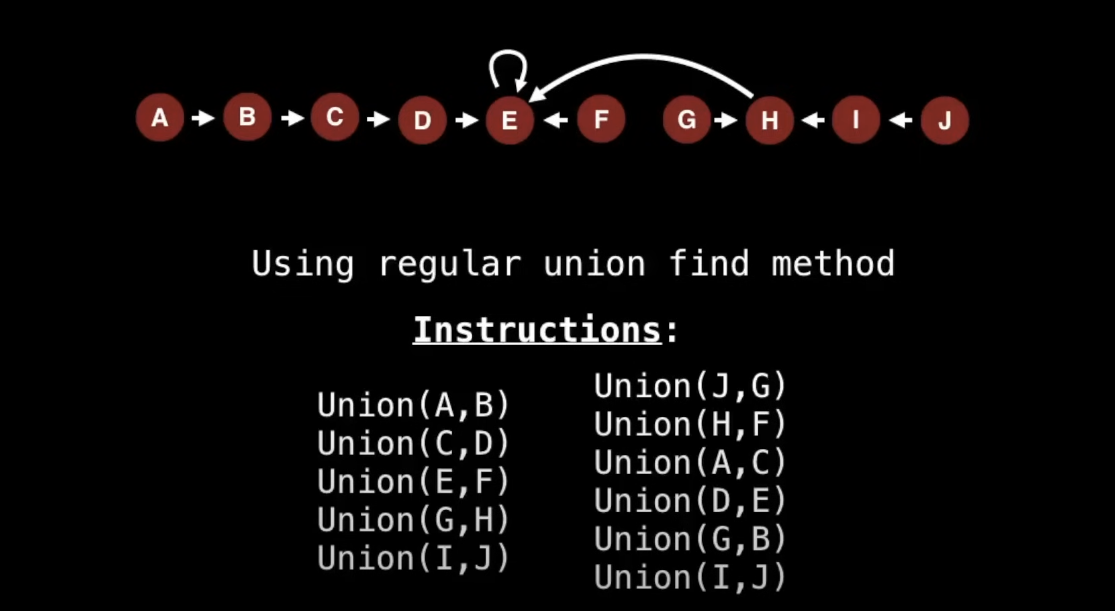 A B C D E F G H I J
Using regular union find method
Instructions:
Union(A,B)
Union(C,D)
Union(E,F)
Union(G,H)
Union(I,J)
Union(J,G)
Union(H,F)
Union(A,C)
Union(D,E)
Union(G,B)
Union(I,J)